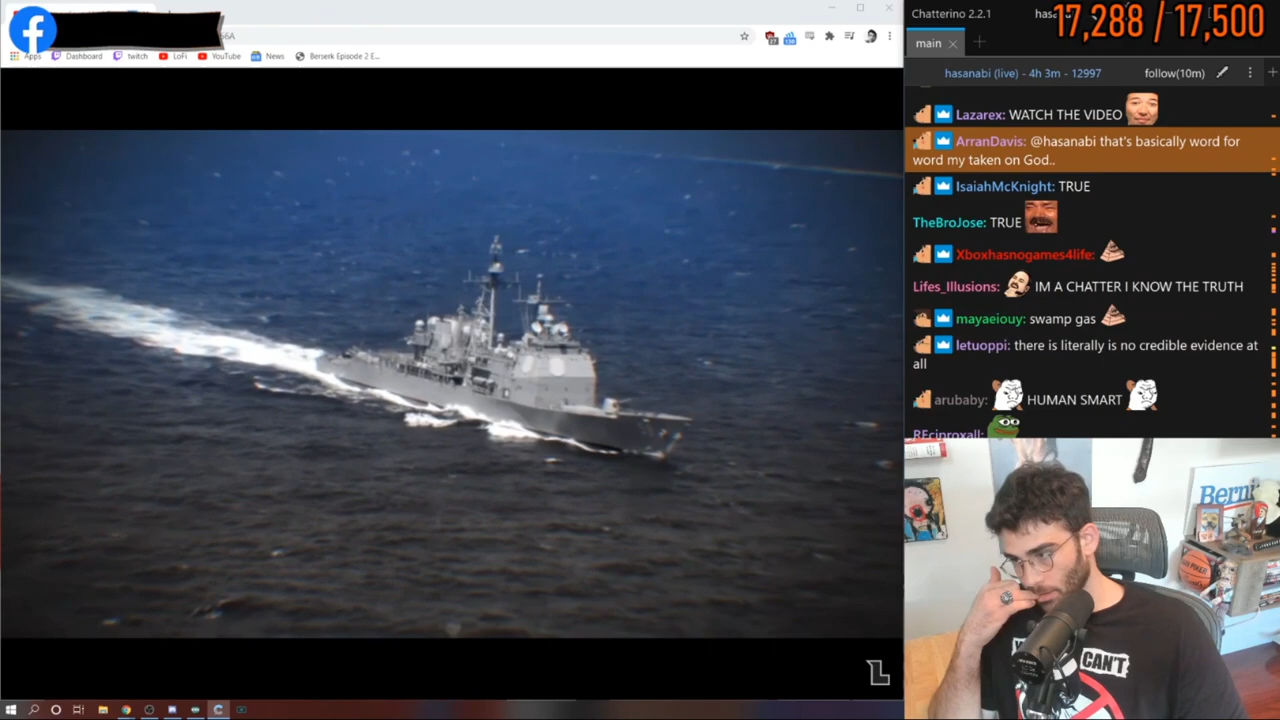 66A
Apps Dashboard twitch LoFi YouTube News Berserk Episode 2 E...
Chatterino 2.2.1
17,288 / 17,500
main
hasanabi (live) - 4h 3m - 12997 follow(10m)
Lazarex: WATCH THE VIDEO
ArranDavis: @hasanabi that's basically word for
word my taken on God..
IsaiahMcKnight: TRUE
TheBroJose: TRUE
Xboxhasnogames4life:
Lifes_Illusions: IM A CHATTER I KNOW THE TRUTH
mayaeiouy: swamp gas
letuoppi: there is literally is no credible evidence at
all
arubaby: HUMAN SMART
REciproxall:
Berni
CAN'T